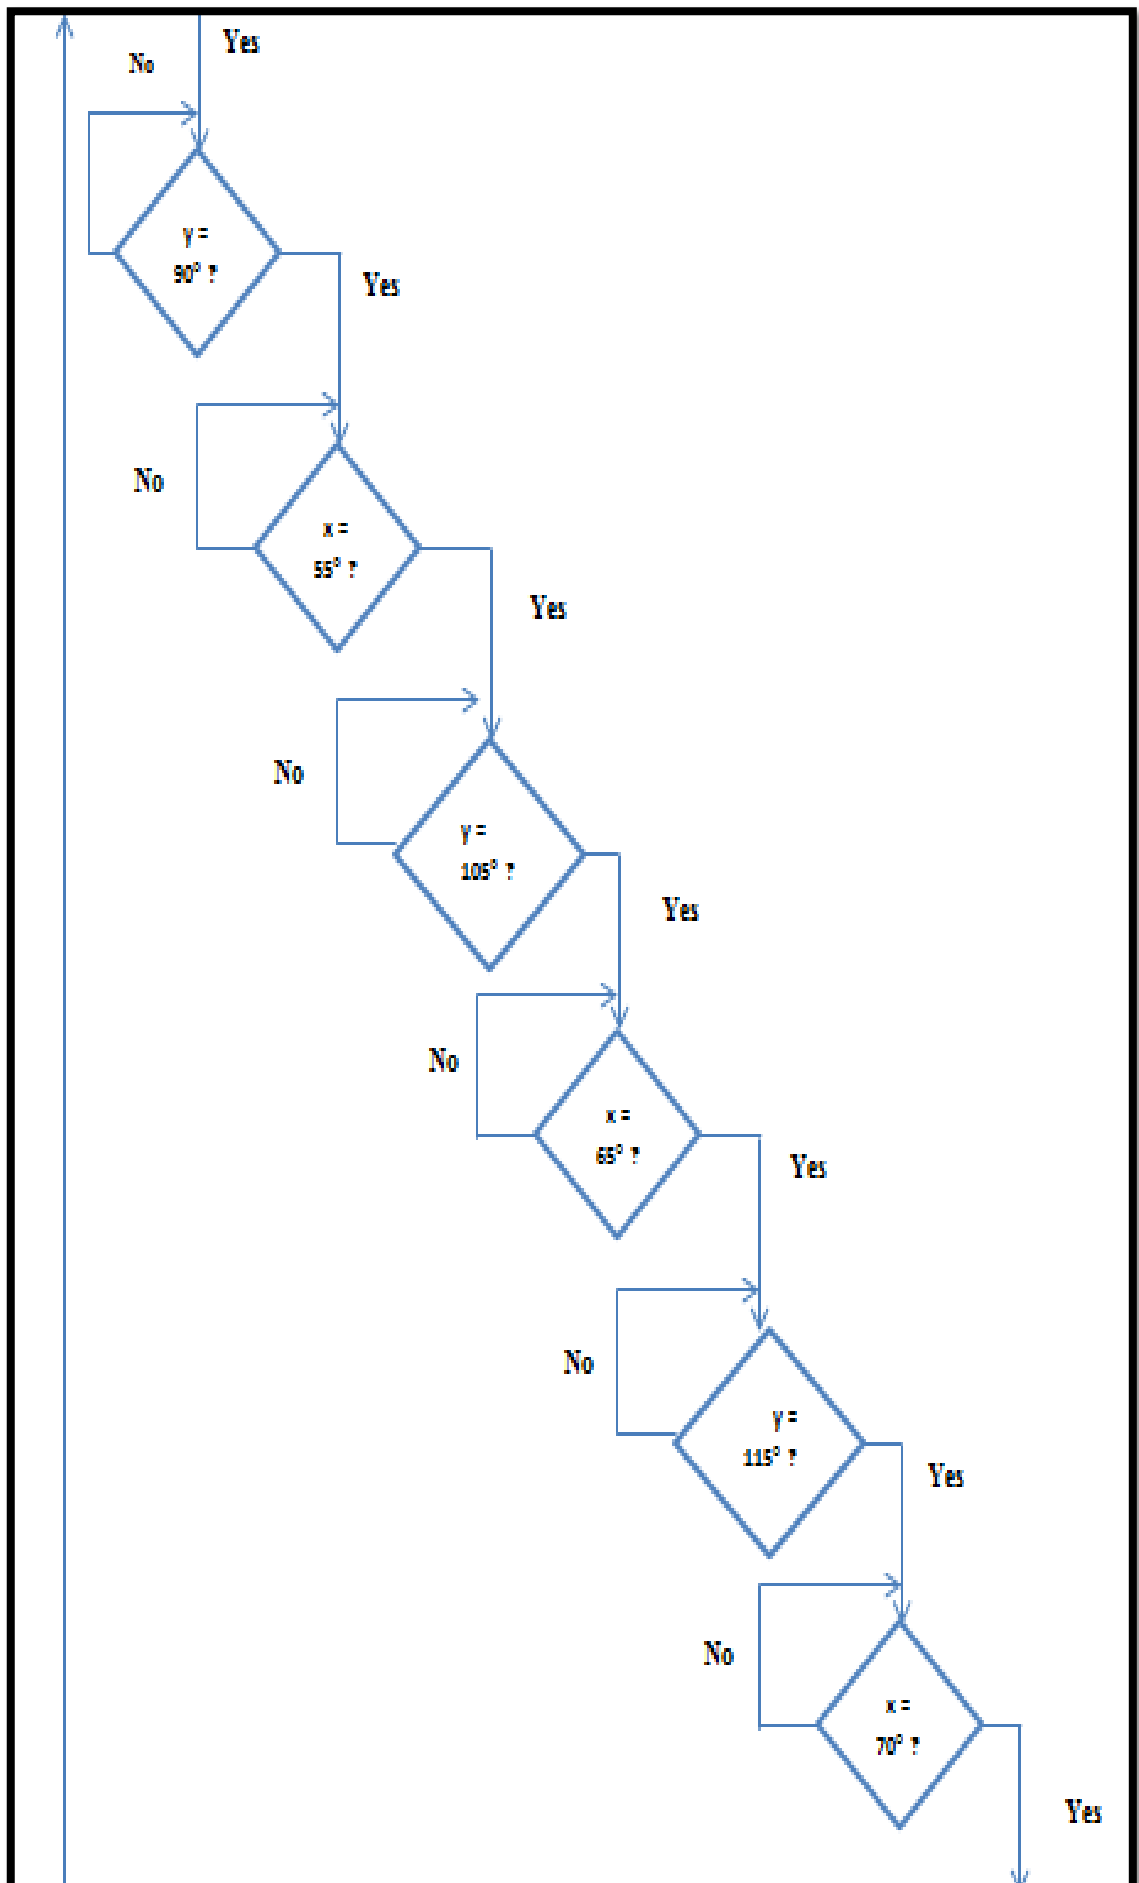 Yes
No
y =
90° ?
Yes
No
x =
55° ?
Yes
No
y =
105° ?
Yes
No
x =
65° ?
Yes
No
y =
115° ?
Yes
No
x =
70° ?
Yes